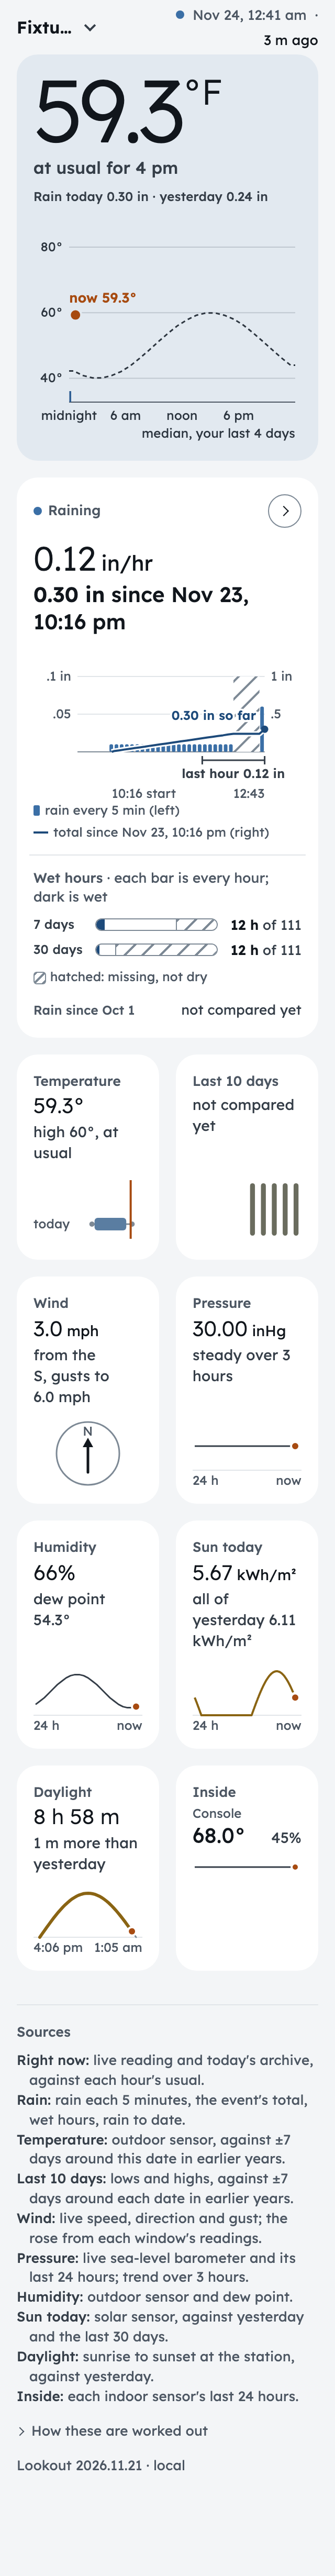 Fixtu...
Nov 24, 12:41 am ·
3 m ago
59.3°F
at usual for 4 pm
Rain today 0.30 in · yesterday 0.24 in
80°
now 59.3°
60°
40°
midnight 6 am noon 6 pm
median, your last 4 days
Raining
0.12 in/hr
0.30 in since Nov 23,
10:16 pm
.1 in 1 in
.05 0.30 in so far .5
last hour 0.12 in
10:16 start 12:43
rain every 5 min (left)
total since Nov 23, 10:16 pm (right)
Wet hours · each bar is every hour;
dark is wet
7 days 12 h of 111
30 days 12 h of 111
hatched: missing, not dry
Rain since Oct 1 not compared yet
Temperature
59.3°
high 60°, at
usual
today
Last 10 days
not compared
yet
Wind
3.0 mph
from the
S, gusts to
6.0 mph
N
Pressure
30.00 inHg
steady over 3
hours
24 h now
Humidity
66%
dew point
54.3°
24 h now
Sun today
5.67 kWh/m²
all of
yesterday 6.11
kWh/m²
24 h now
Daylight
8 h 58 m
1 m more than
yesterday
4:06 pm 1:05 am
Inside
Console
68.0° 45%
Sources
Right now: live reading and today's archive,
against each hour's usual.
Rain: rain each 5 minutes, the event's total,
wet hours, rain to date.
Temperature: outdoor sensor, against ±7
days around this date in earlier years.
Last 10 days: lows and highs, against ±7
days around each date in earlier years.
Wind: live speed, direction and gust; the
rose from each window's readings.
Pressure: live sea-level barometer and its
last 24 hours; trend over 3 hours.
Humidity: outdoor sensor and dew point.
Sun today: solar sensor, against yesterday
and the last 30 days.
Daylight: sunrise to sunset at the station,
against yesterday.
Inside: each indoor sensor's last 24 hours.
How these are worked out
Lookout 2026.11.21 · local